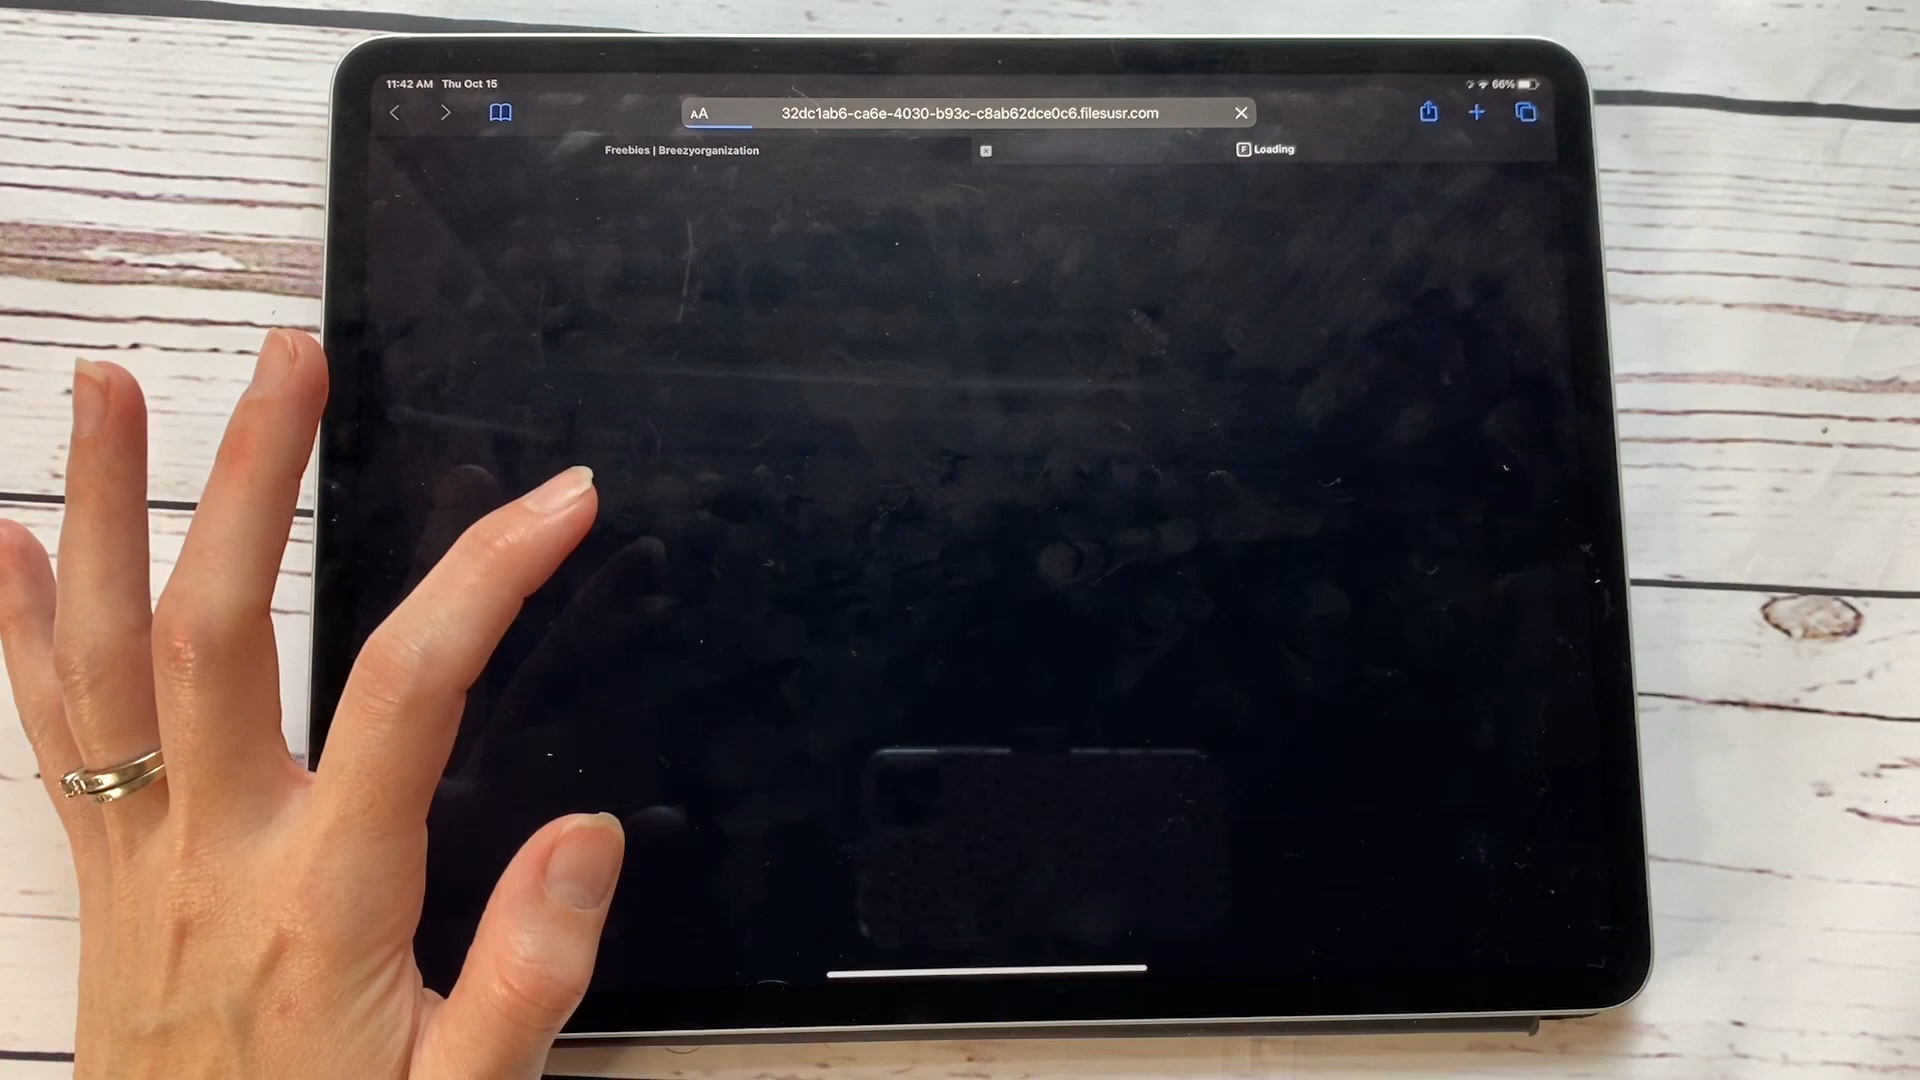 11:42 AM Thu Oct 15
66%
AA 32dc1ab6-ca6e-4030-b93c-c8ab62dce0c6.filesusr.com
Freebies | Breezyorganization
F Loading